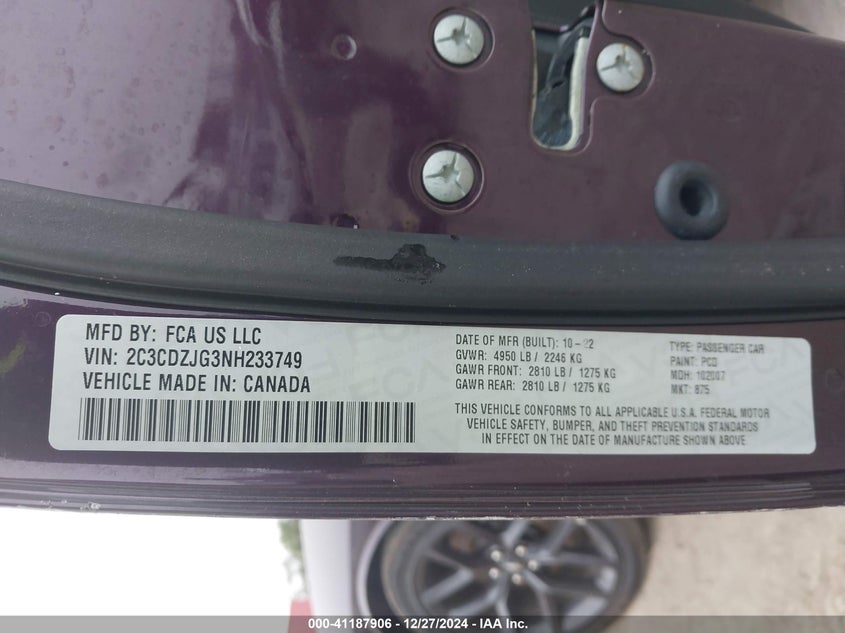 MFD BY: FCA US LLC
VIN: 2C3CDZJG3NH233749
VEHICLE MADE IN: CANADA
DATE OF MFR (BUILT): 10-22
GVWR: 4950 LB / 2246 KG
GAWR FRONT: 2810 LB / 1275 KG
GAWR REAR: 2810 LB / 1275 KG
TYPE: PASSENGER CAR
PAINT: PCD
MDH: 102007
MKT: 875
THIS VEHICLE CONFORMS TO ALL APPLICABLE U.S.A. FEDERAL MOTOR
VEHICLE SAFETY, BUMPER, AND THEFT PREVENTION STANDARDS
IN EFFECT ON THE DATE OF MANUFACTURE SHOWN ABOVE
000-41187906 - 12/27/2024 - IAA Inc.